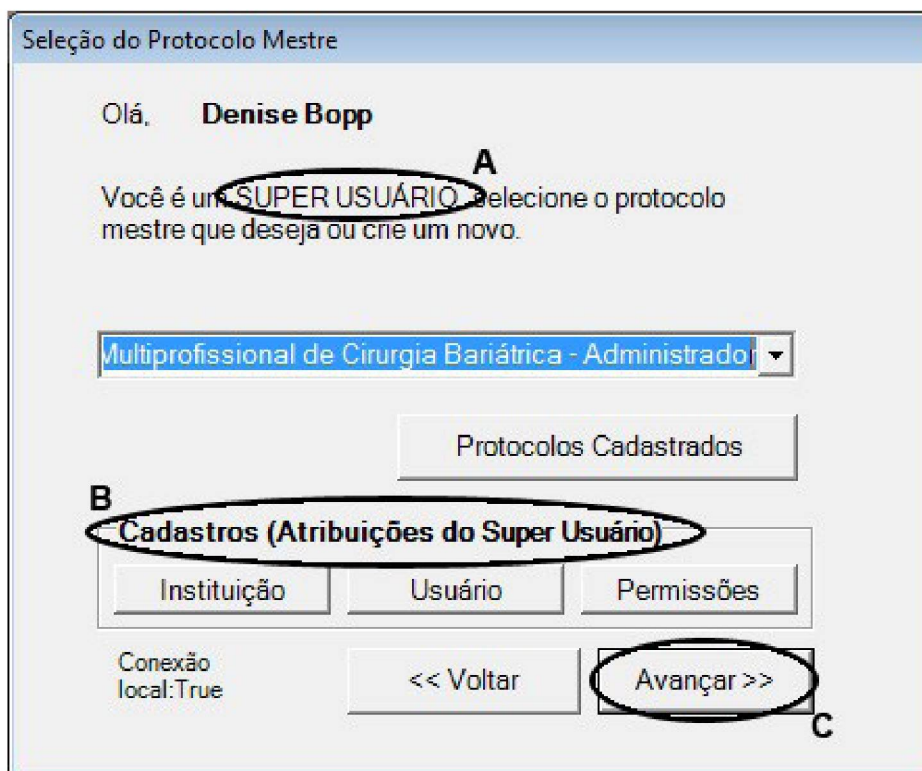 Seleção do Protocolo Mestre
Olá, Denise Bopp
A
Você é um SUPER USUÁRIO, selecione o protocolo
mestre que deseja ou crie um novo.
Multiprofissional de Cirurgia Bariátrica - Administrador
Protocolos Cadastrados
B
Cadastros (Atribuições do Super Usuário)
Instituição Usuário Permissões
Conexão
local:True
<< Voltar Avançar >>
C